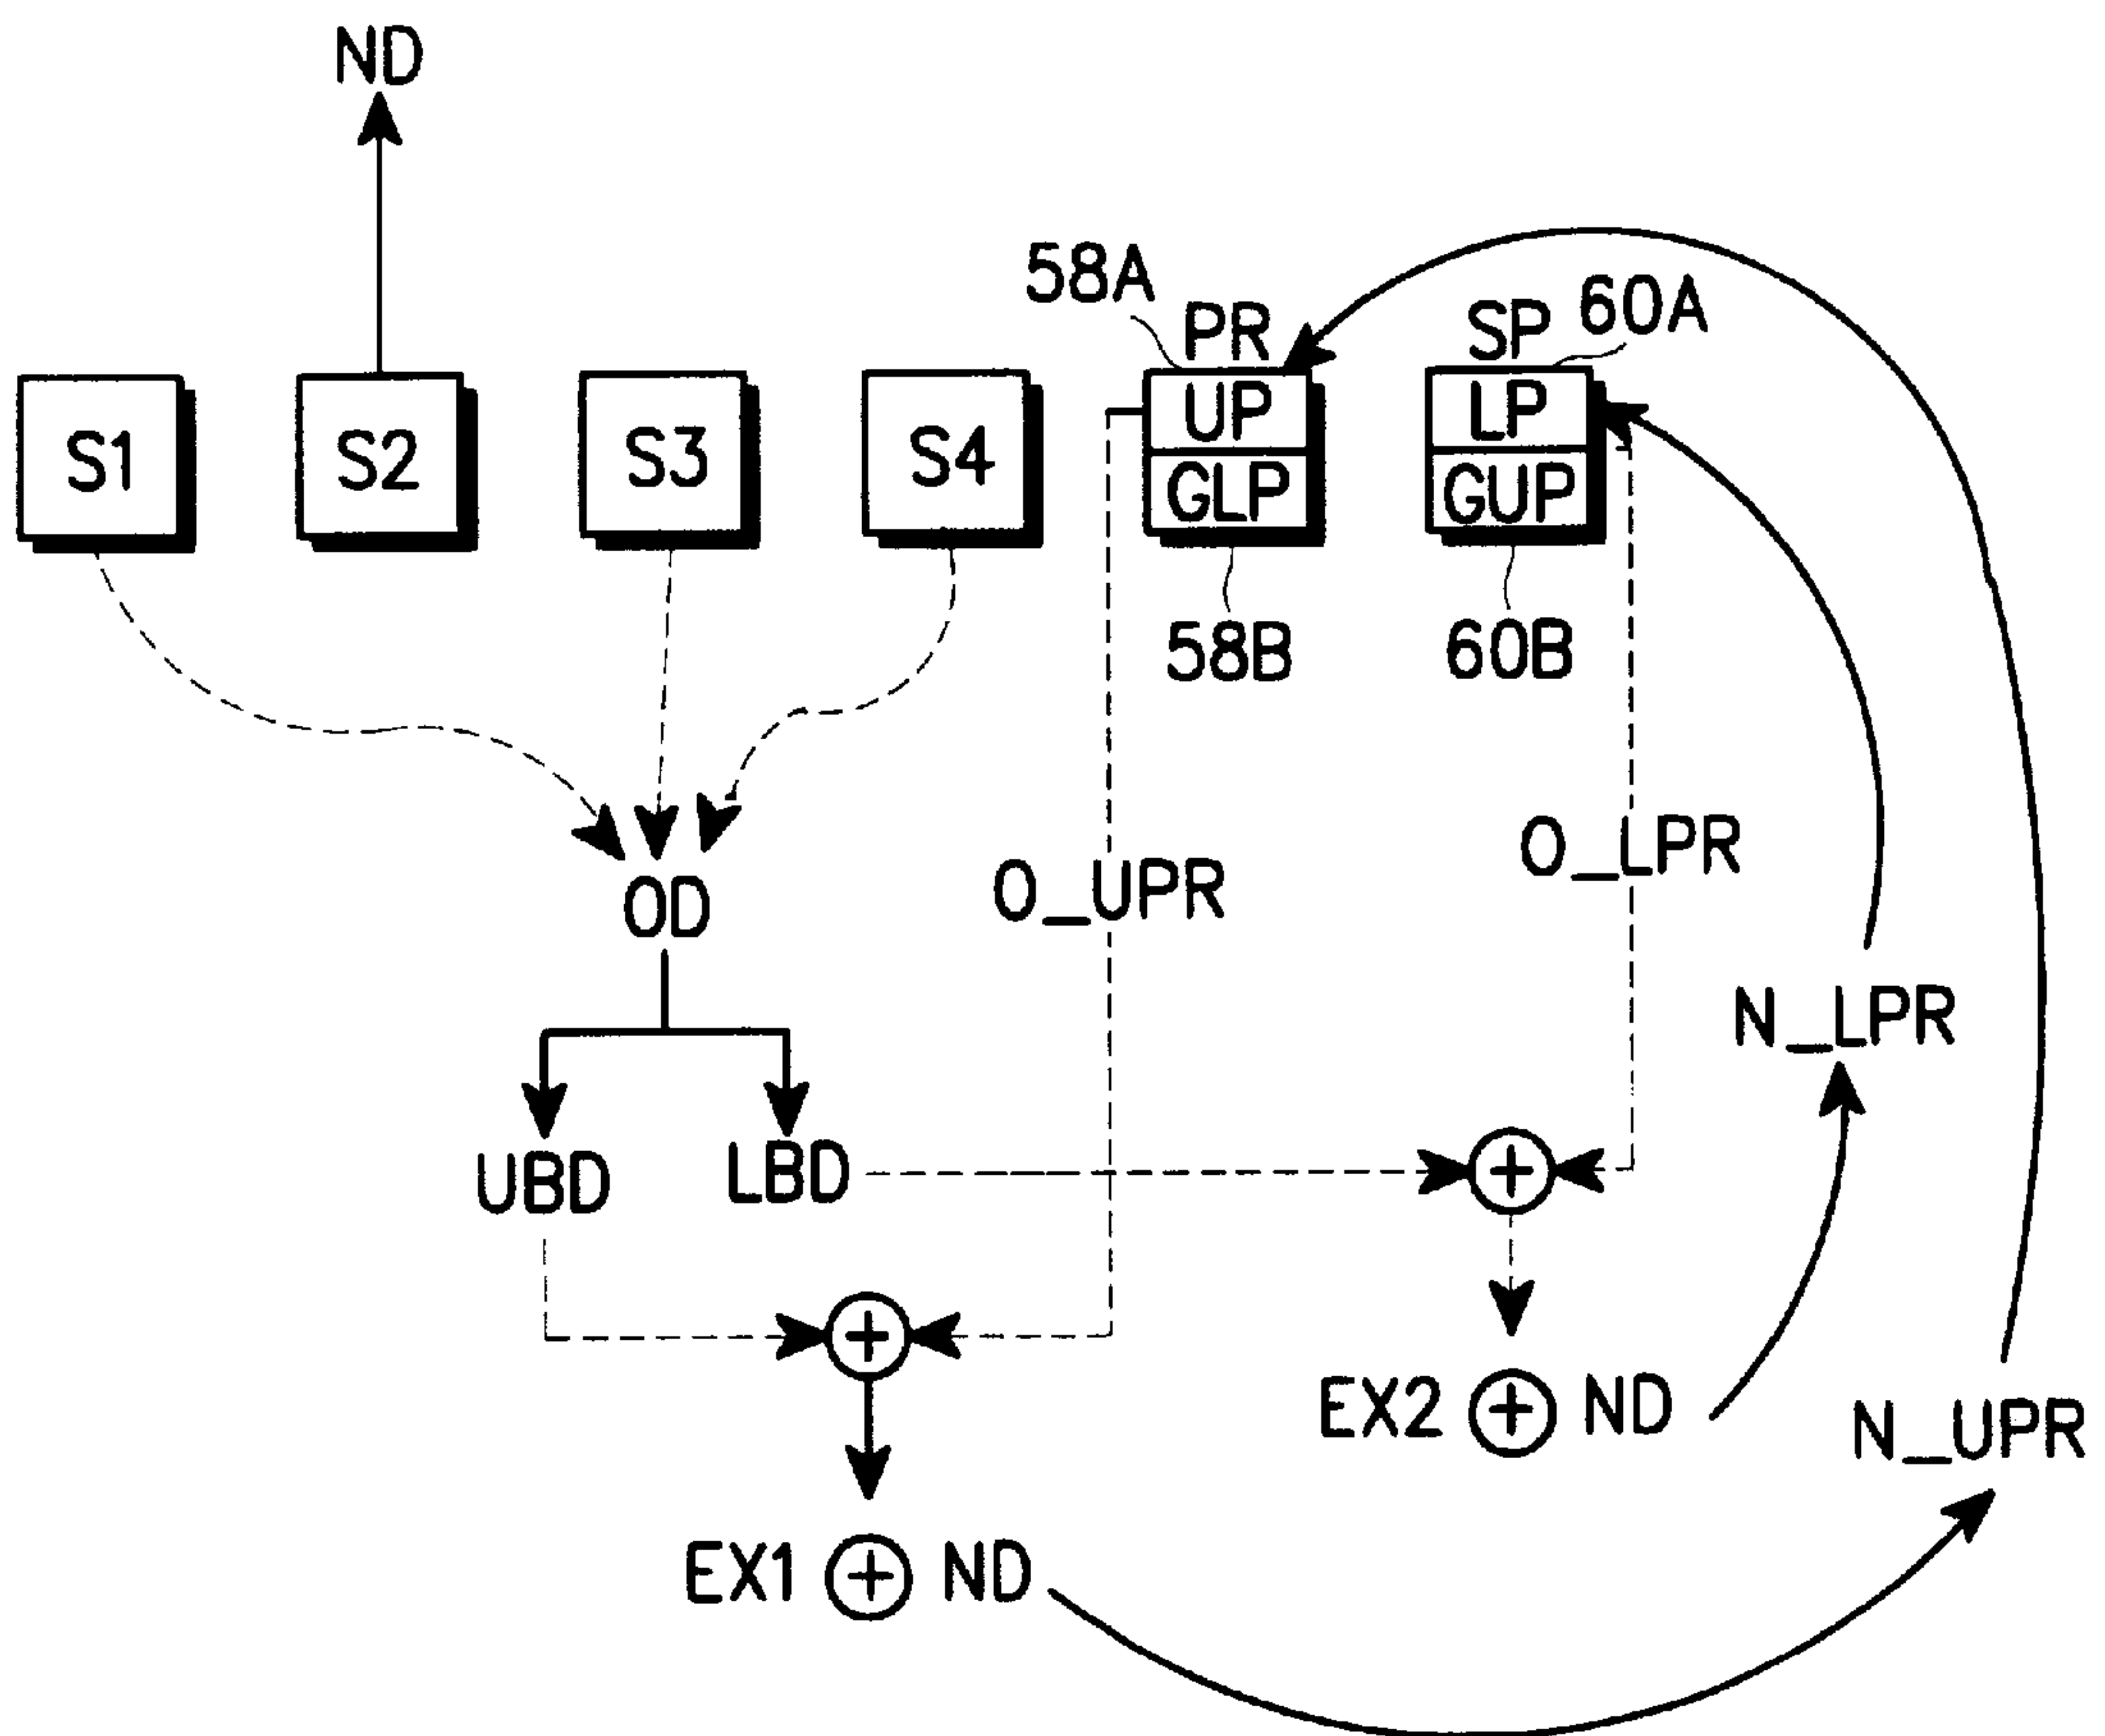 ND
58A
PR
SP
60A
S1
S2
S3
S4
UP
GLP
LP
GUP
58B
60B
OD
O_UPR
O_LPR
N_LPR
UBD
LBD
+
+
EX2 + ND
N_UPR
EX1 + ND